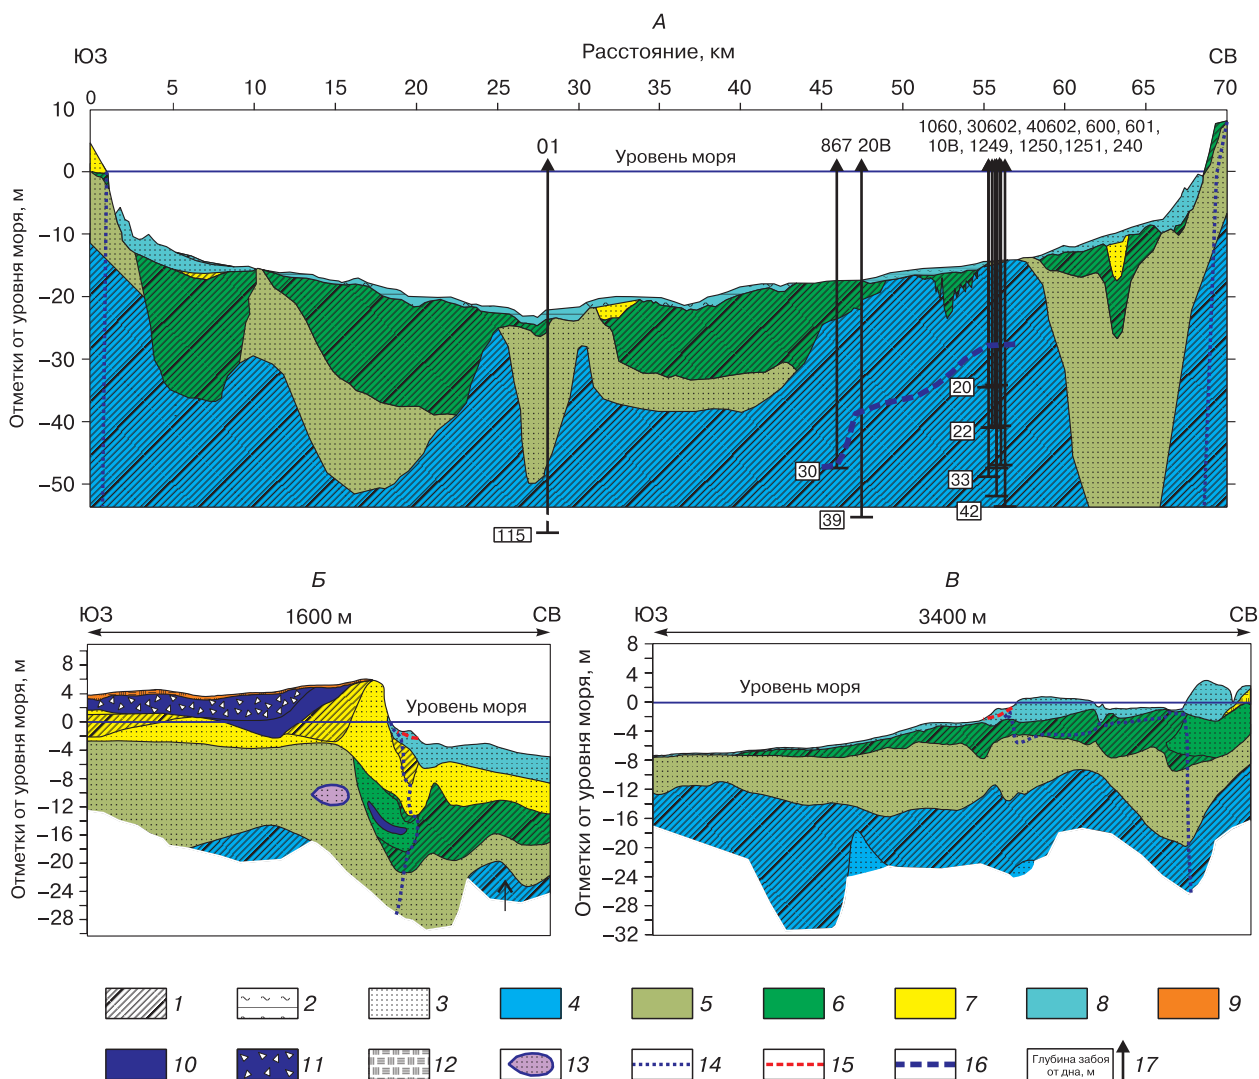 А
ЮЗ
Расстояние, км
СВ
0 5 10 15 20 25 30 35 40 45 50 55 60 65 70
Отметки от уровня моря, м
10
0
−10
−20
−30
−40
−50
01
Уровень моря
867 20В
1060, 30602, 40602, 600, 601,
10В, 1249, 1250,1251, 240
20
22
30
33
42
39
115
Б
ЮЗ
1600 м
СВ
Отметки от уровня моря, м
8
4
0
−4
−8
−12
−16
−20
−24
−28
Уровень моря
В
ЮЗ
3400 м
СВ
Отметки от уровня моря, м
8
4
0
−4
−8
−12
−16
−20
−24
−28
−32
Уровень моря
1 2 3 4 5 6 7 8 9
10 11 12 13 14 15 16 Глубина забоя 17
от дна, м